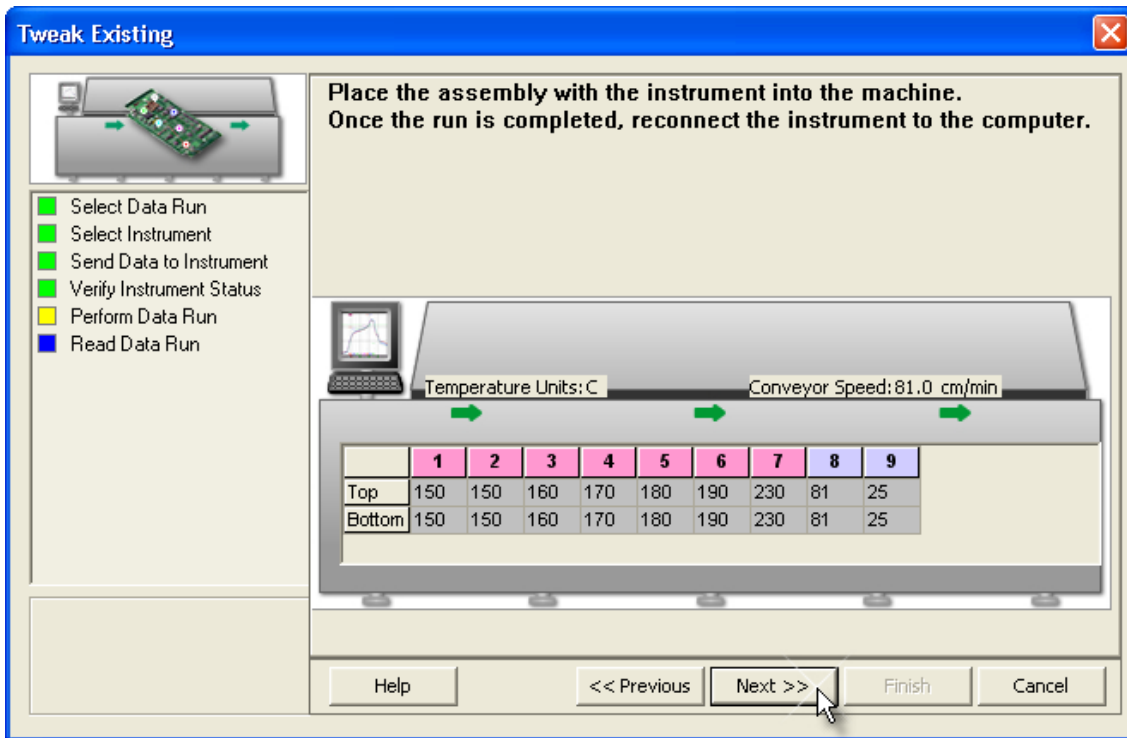 Tweak Existing
Place the assembly with the instrument into the machine.
Once the run is completed, reconnect the instrument to the computer.
Select Data Run
Select Instrument
Send Data to Instrument
Verify Instrument Status
Perform Data Run
Read Data Run
Temperature Units: C Conveyor Speed: 81.0 cm/min
1 2 3 4 5 6 7 8 9
Top 150 150 160 170 180 190 230 81 25
Bottom 150 150 160 170 180 190 230 81 25
Help << Previous Next >> Finish Cancel